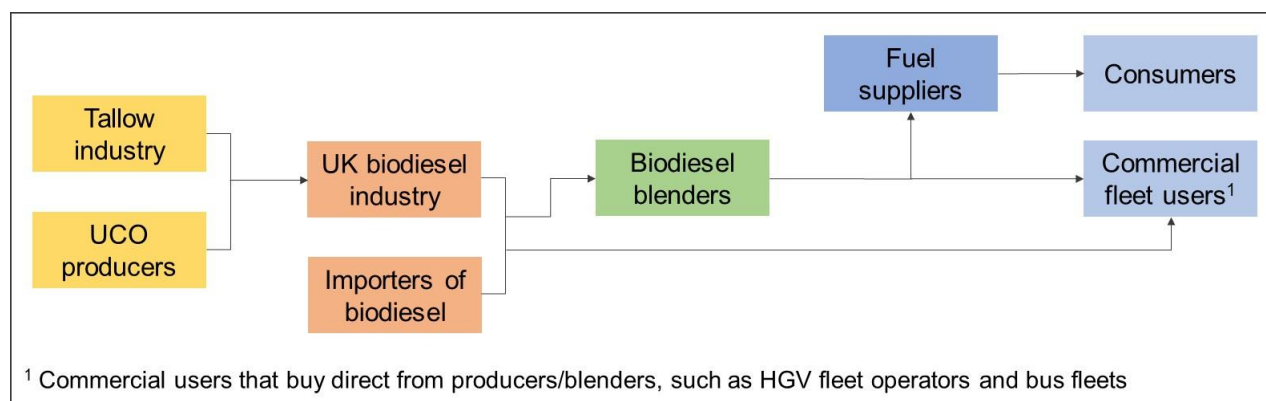 Tallow
industry
UCO
producers
UK biodiesel
industry
Importers of
biodiesel
Biodiesel
blenders
Fuel
suppliers
Consumers
Commercial
fleet users¹
¹ Commercial users that buy direct from producers/blenders, such as HGV fleet operators and bus fleets